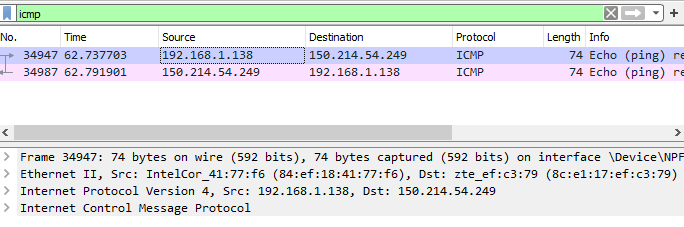 icmp
No. Time Source Destination Protocol Length Info
34947 62.737703 192.168.1.138 150.214.54.249 ICMP 74 Echo (ping) re
34987 62.791901 150.214.54.249 192.168.1.138 ICMP 74 Echo (ping) re
Frame 34947: 74 bytes on wire (592 bits), 74 bytes captured (592 bits) on interface \Device\NPF
Ethernet II, Src: IntelCor_41:77:f6 (84:ef:18:41:77:f6), Dst: zte_ef:c3:79 (8c:e1:17:ef:c3:79)
Internet Protocol Version 4, Src: 192.168.1.138, Dst: 150.214.54.249
Internet Control Message Protocol